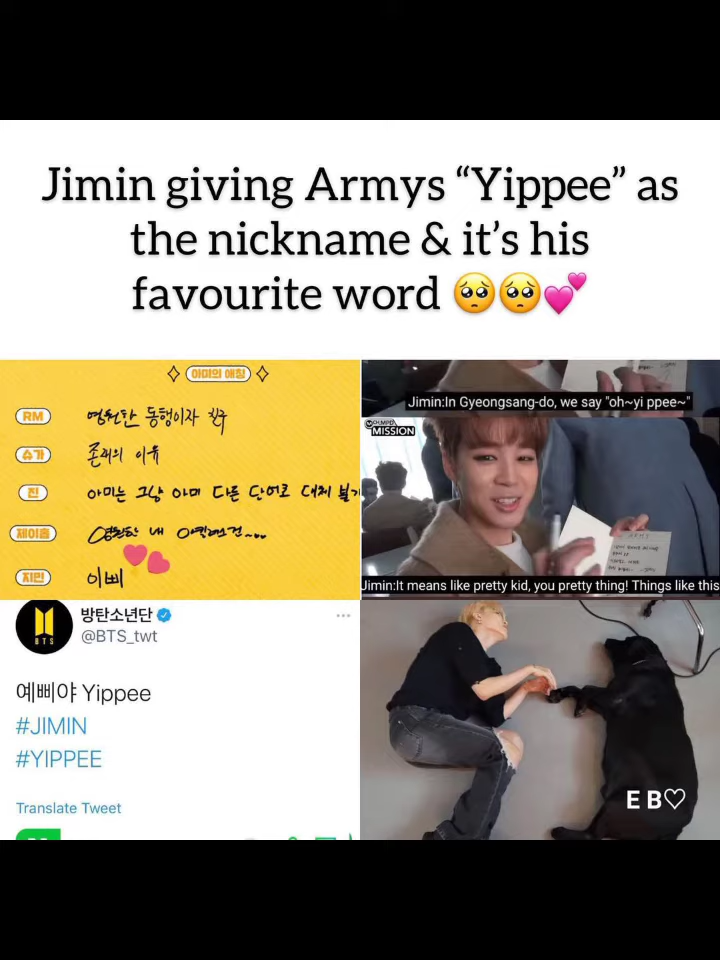 Jimin giving Armys “Yippee” as
the nickname & it’s his
favourite word 🥺🥺💕
아미의 애칭
RM
영원한 동행이자 친구
슈가
존재의 이유
진
아미는 그냥 아미 다른 단어로 대체 불가
제이홉
영원한 내
지민
이삐
Jimin:In Gyeongsang-do, we say "oh~yi ppee~"
MISSION
ARMY
Jimin:It means like pretty kid, you pretty thing! Things like this
BTS
방탄소년단
@BTS_twt
예삐야 Yippee
#JIMIN
#YIPPEE
Translate Tweet
E B♡